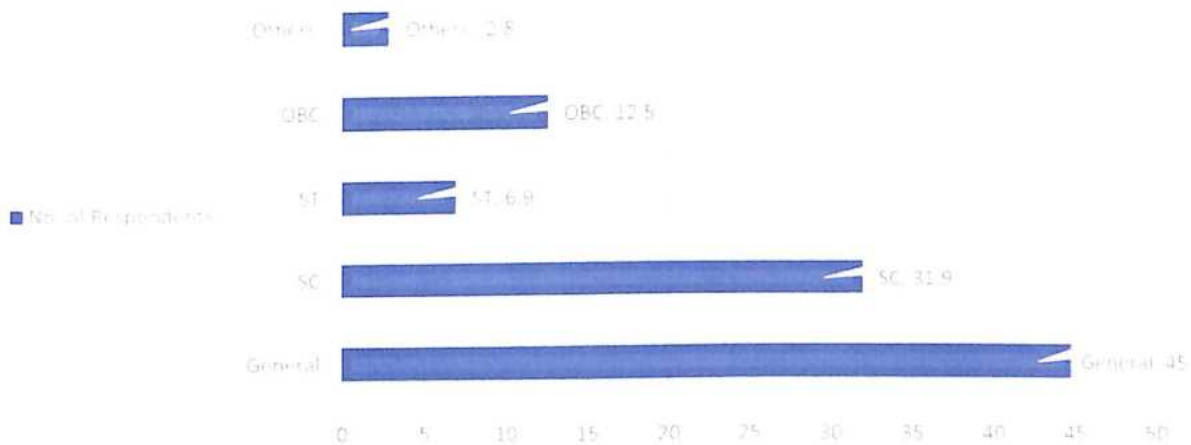 Others Others, 2.8
OBC OBC, 12.5
ST ST, 6.9
No. of Respondents
SC SC, 31.9
General General, 45
0 5 10 15 20 25 30 35 40 45 50